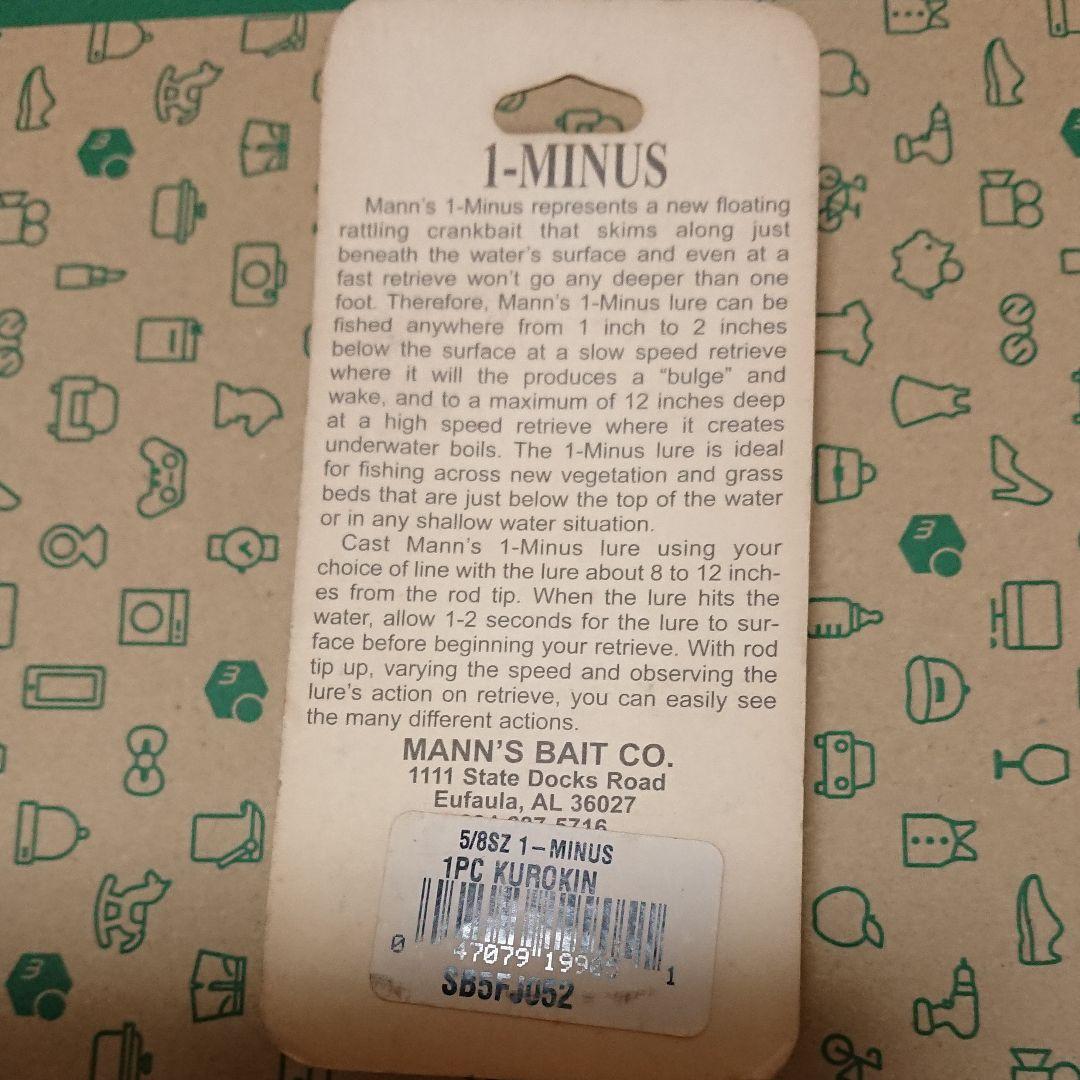 1-MINUS
Mann's 1-Minus represents a new floating
rattling crankbait that skims along just
beneath the water's surface and even at a
fast retrieve won't go any deeper than one
foot. Therefore, Mann's 1-Minus lure can be
fished anywhere from 1 inch to 2 inches
below the surface at a slow speed retrieve
where it will the produces a “bulge” and
wake, and to a maximum of 12 inches deep
at a high speed retrieve where it creates
underwater boils. The 1-Minus lure is ideal
for fishing across new vegetation and grass
beds that are just below the top of the water
or in any shallow water situation.
Cast Mann's 1-Minus lure using your
choice of line with the lure about 8 to 12 inch-
es from the rod tip. When the lure hits the
water, allow 1-2 seconds for the lure to sur-
face before beginning your retrieve. With rod
tip up, varying the speed and observing the
lure's action on retrieve, you can easily see
the many different actions.
MANN'S BAIT CO.
1111 State Docks Road
Eufaula, AL 36027
5716
5/8SZ 1-MINUS
1PC KUROKIN
0 47079 1
SB5FJ052
3
3
3
3